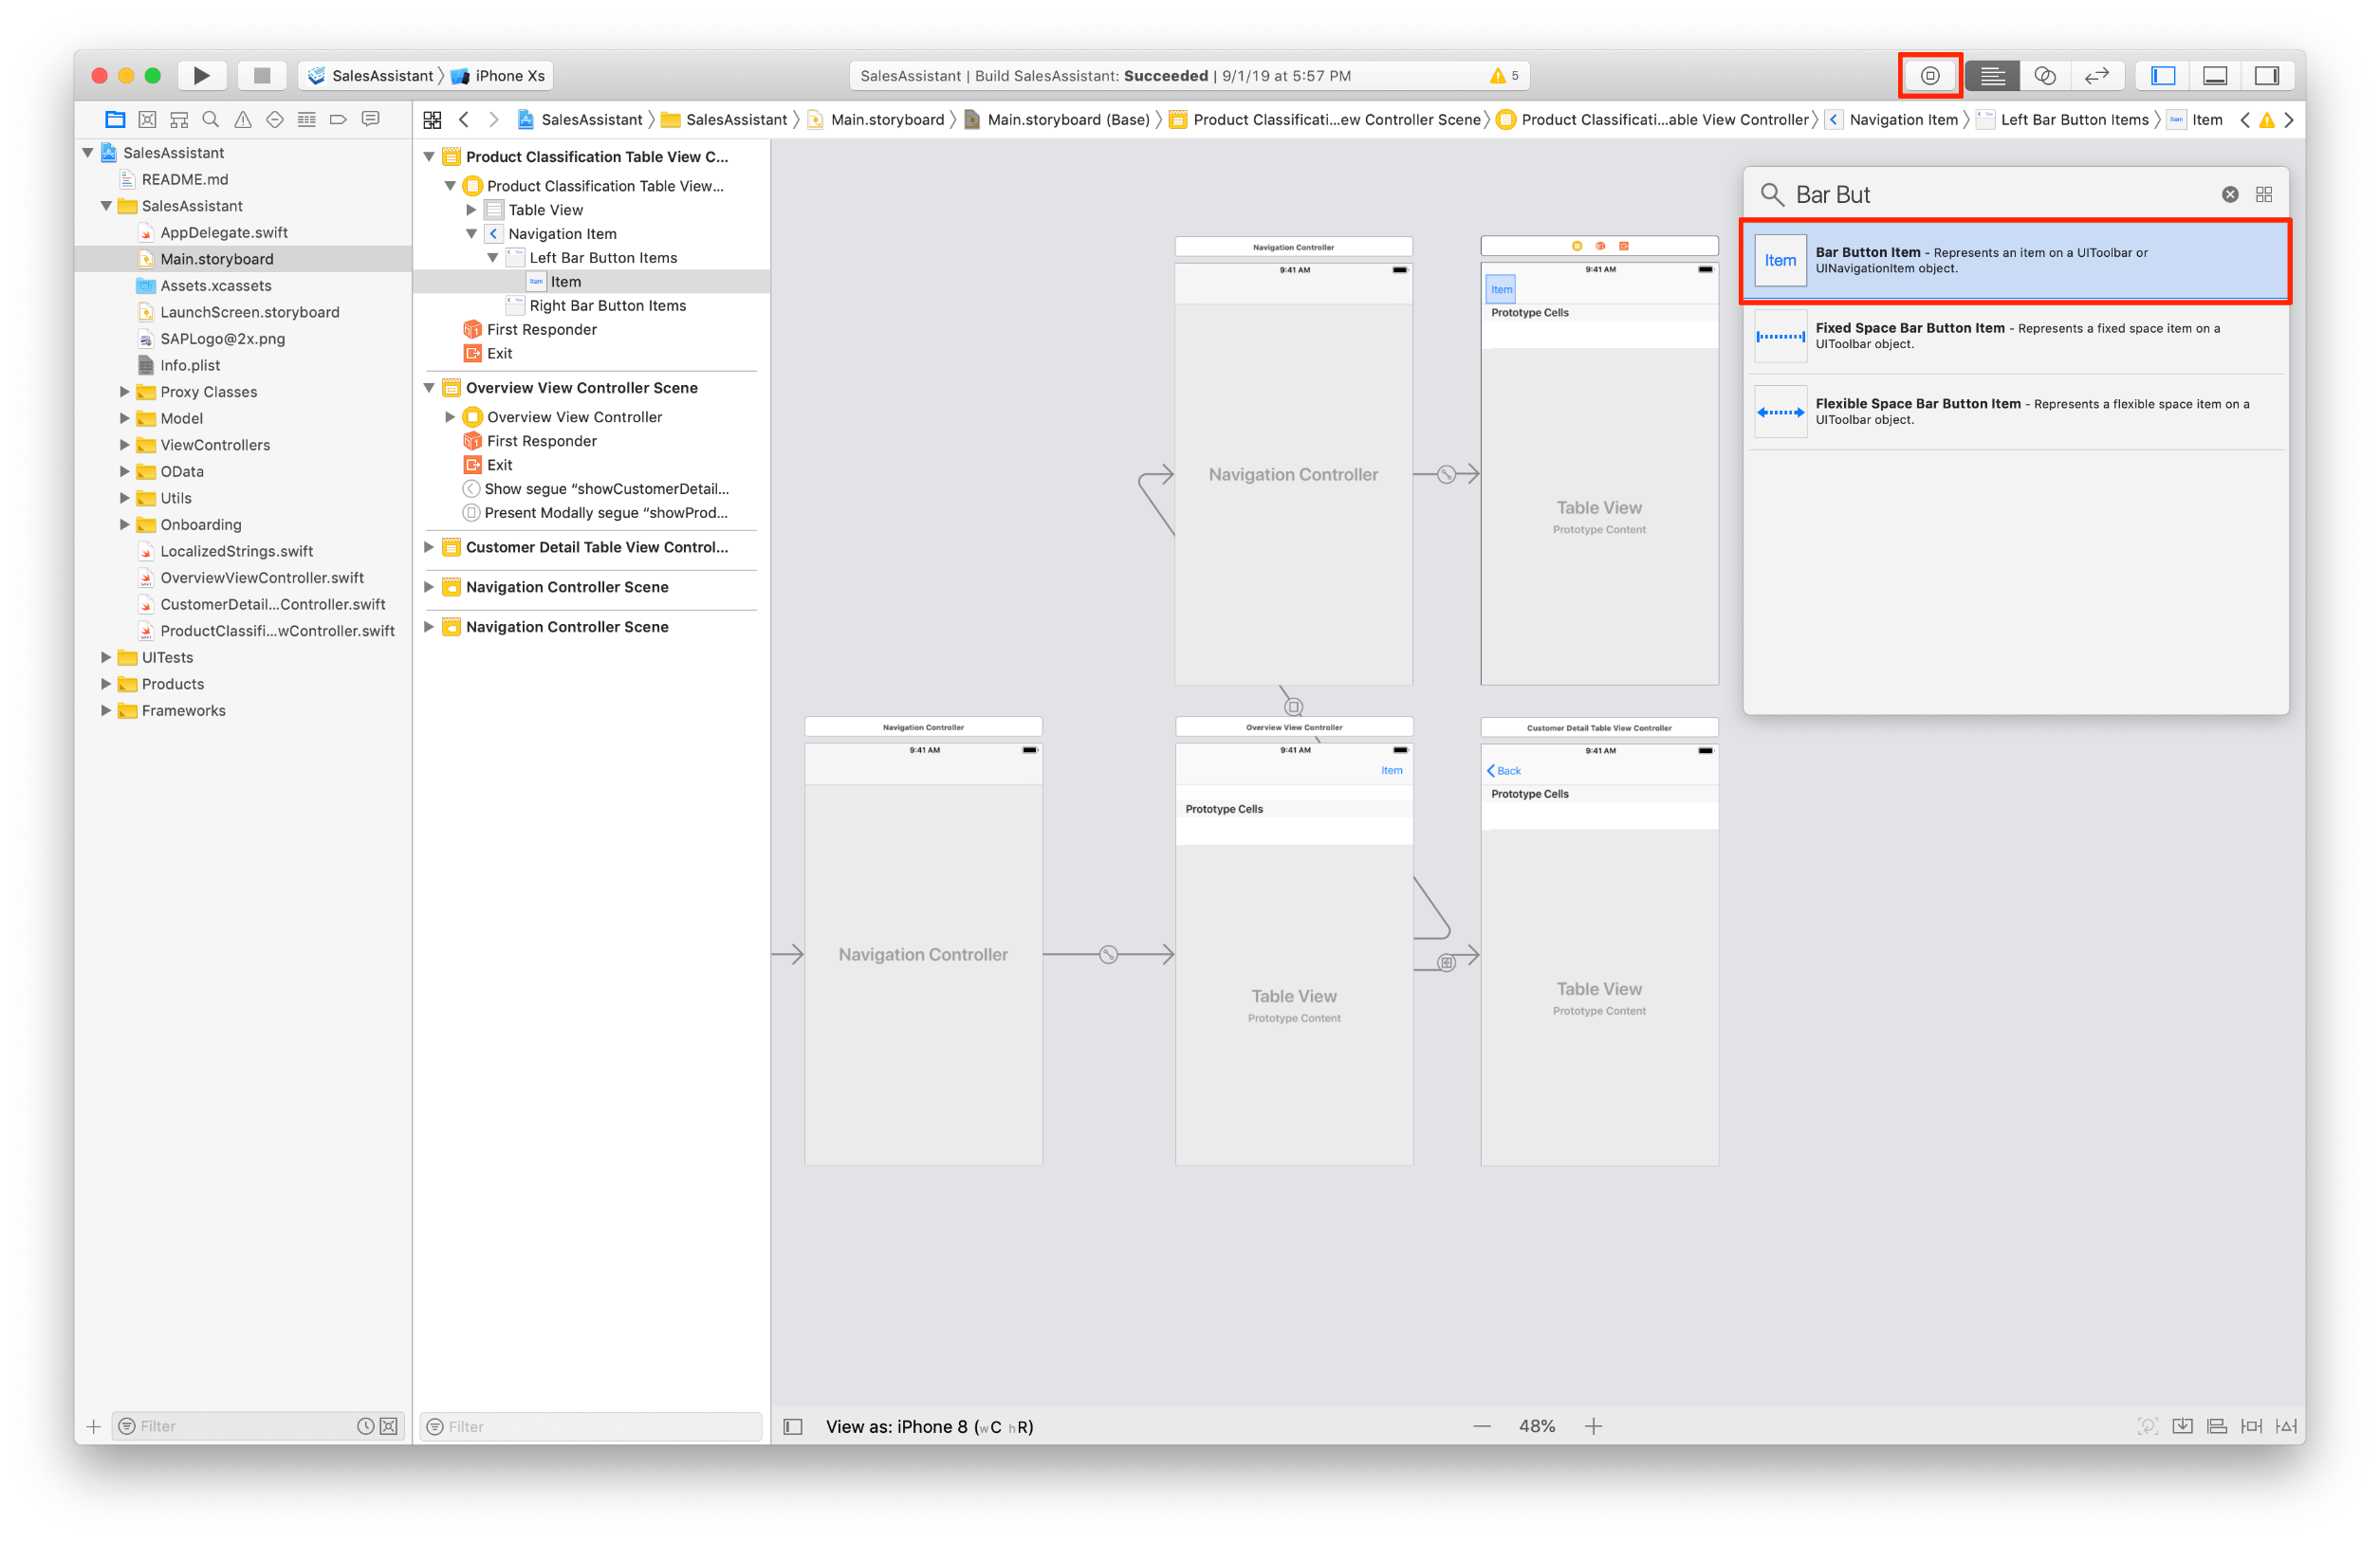 SalesAssistant
iPhone Xs
SalesAssistant | Build SalesAssistant: Succeeded | 9/1/19 at 5:57 PM
5
SalesAssistant
SalesAssistant
Main.storyboard
Main.storyboard (Base)
Product Classificati...ew Controller Scene
Product Classificati...able View Controller
Navigation Item
Left Bar Button Items
Item
Item
SalesAssistant
README.md
SalesAssistant
AppDelegate.swift
Main.storyboard
Assets.xcassets
LaunchScreen.storyboard
SAPLogo@2x.png
Info.plist
Proxy Classes
Model
ViewControllers
OData
Utils
Onboarding
LocalizedStrings.swift
OverviewViewController.swift
CustomerDetail...Controller.swift
ProductClassifi...wController.swift
UITests
Products
Frameworks
Filter
Product Classification Table View C...
Product Classification Table View...
Table View
Navigation Item
Left Bar Button Items
Item
Item
Right Bar Button Items
First Responder
Exit
Overview View Controller Scene
Overview View Controller
First Responder
Exit
Show segue “showCustomerDetail...
Present Modally segue “showProd...
Customer Detail Table View Control...
Navigation Controller Scene
Navigation Controller Scene
Filter
Navigation Controller
9:41 AM
Navigation Controller
9:41 AM
Item
Prototype Cells
Table View
Prototype Content
Navigation Controller
9:41 AM
Navigation Controller
Overview View Controller
9:41 AM
Item
Prototype Cells
Table View
Prototype Content
Customer Detail Table View Controller
9:41 AM
Back
Prototype Cells
Table View
Prototype Content
Bar But
Item
Bar Button Item - Represents an item on a UIToolbar or
UINavigationItem object.
Fixed Space Bar Button Item - Represents a fixed space item on a
UIToolbar object.
Flexible Space Bar Button Item - Represents a flexible space item on a
UIToolbar object.
View as: iPhone 8 (wC hR)
48%